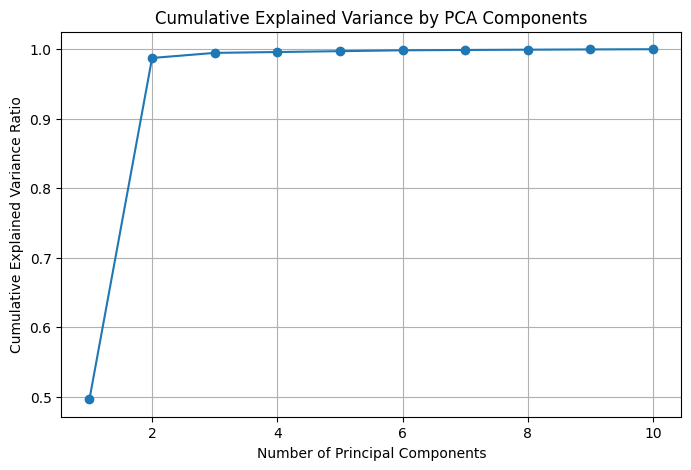 Cumulative Explained Variance by PCA Components
Cumulative Explained Variance Ratio
1.0
0.9
0.8
0.7
0.6
0.5
2 4 6 8 10
Number of Principal Components